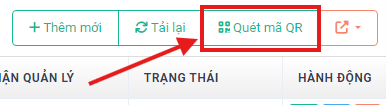 Thêm mới Tải lại Quét mã QR
ẬN QUẢN LÝ TRẠNG THÁI HÀNH ĐỘNG